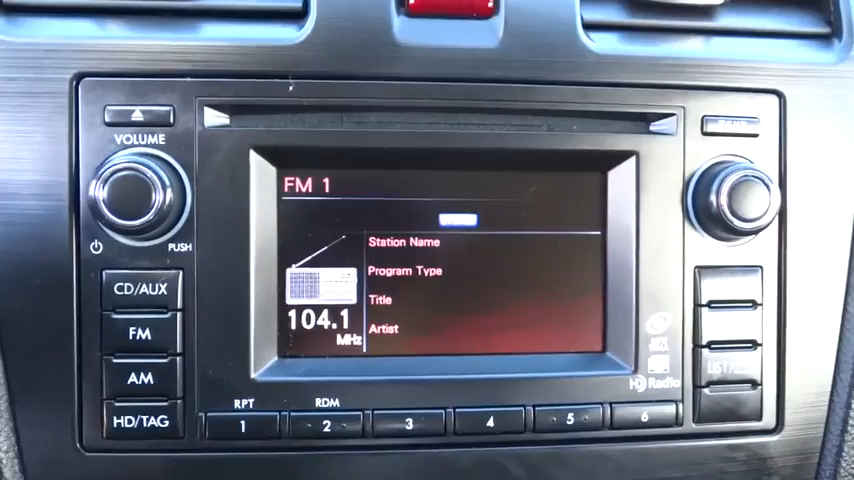 VOLUME
PUSH
CD/AUX
FM
AM
HD/TAG
FM 1
Station Name
Program Type
Title
Artist
104.1
MHz
RPT
RDM
1
2
3
4
5
6
HD Radio
LIST/